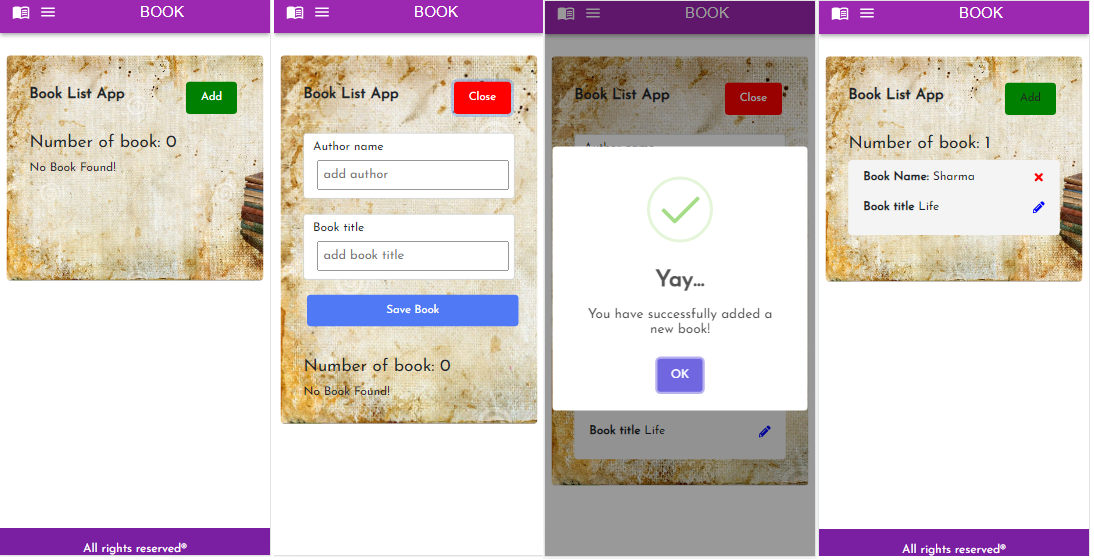 BOOK
Book List App
Add
Number of book: 0
No Book Found!
All rights reserved®
BOOK
Book List App
Close
Author name
add author
Book title
add book title
Save Book
Number of book: 0
No Book Found!
BOOK
Book List App
Close
Author name
Yay...
You have successfully added a
new book!
OK
Book title Life
BOOK
Book List App
Add
Number of book: 1
Book Name: Sharma
Book title Life
All rights reserved®